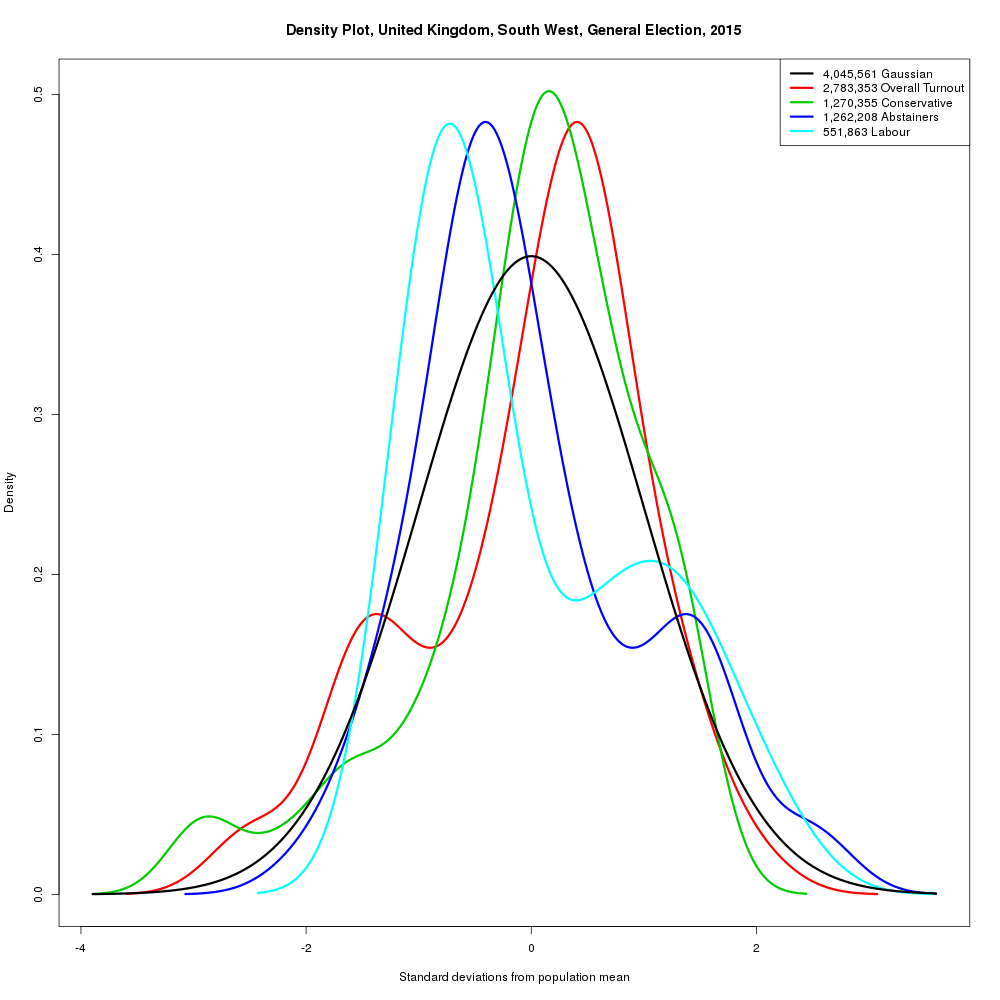 Density Plot, United Kingdom, South West, General Election, 2015
4,045,561 Gaussian
2,783,353 Overall Turnout
1,270,355 Conservative
1,262,208 Abstainers
551,863 Labour
0.5
0.4
0.3
0.2
0.1
0.0
Density
-4 -2 0 2
Standard deviations from population mean